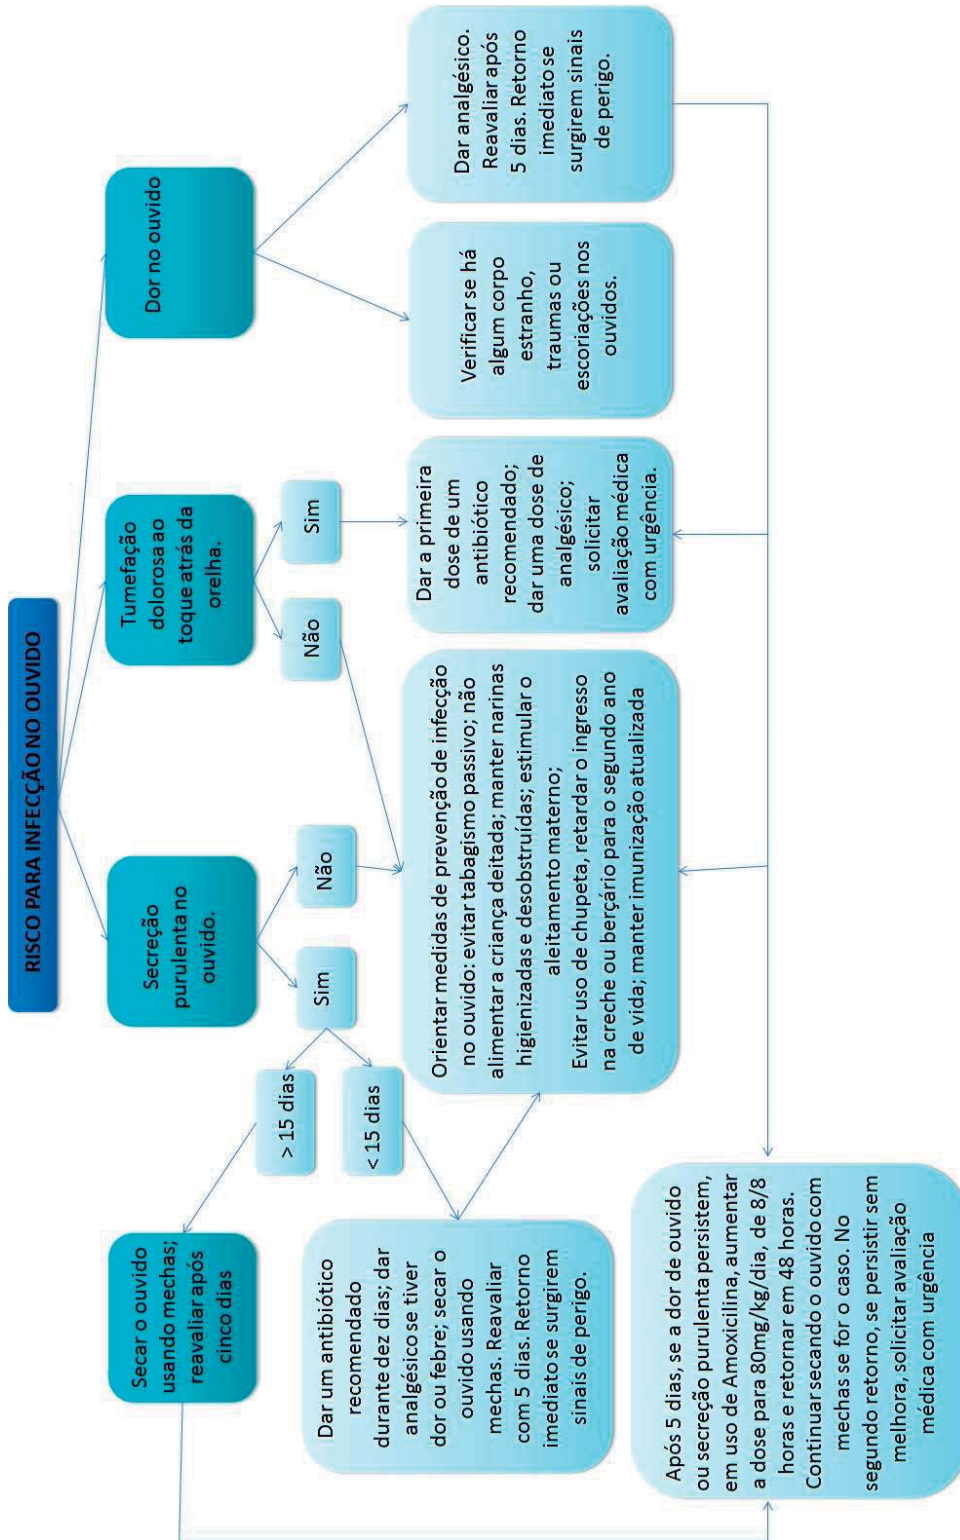 RISCO PARA INFECÇÃO NO OUVIDO
Secreção
purulenta no
ouvido.
Tumefação
dolorosa ao
toque atrás da
orelha.
Dor no ouvido
Sim
Não
Não
Sim
> 15 dias
< 15 dias
Secar o ouvido
usando mechas;
reavaliar após
cinco dias
Dar um antibiótico
recomendado
durante dez dias; dar
analgésico se tiver
dor ou febre; secar o
ouvido usando
mechas. Reavaliar
com 5 dias. Retorno
imediato se surgirem
sinais de perigo.
Orientar medidas de prevenção de infecção
no ouvido: evitar tabagismo passivo; não
alimentar a criança deitada; manter narinas
higienizadas e desobstruídas; estimular o
aleitamento materno;
Evitar uso de chupeta, retardar o ingresso
na creche ou berçário para o segundo ano
de vida; manter imunização atualizada
Dar a primeira
dose de um
antibiótico
recomendado;
dar uma dose de
analgésico;
solicitar
avaliação médica
com urgência.
Verificar se há
algum corpo
estranho,
traumas ou
escoriações nos
ouvidos.
Dar analgésico.
Reavaliar após
5 dias. Retorno
imediato se
surgirem sinais
de perigo.
Após 5 dias, se a dor de ouvido
ou secreção purulenta persistem,
em uso de Amoxicilina, aumentar
a dose para 80mg/kg/dia, de 8/8
horas e retornar em 48 horas.
Continuar secando o ouvido com
mechas se for o caso. No
segundo retorno, se persistir sem
melhora, solicitar avaliação
médica com urgência